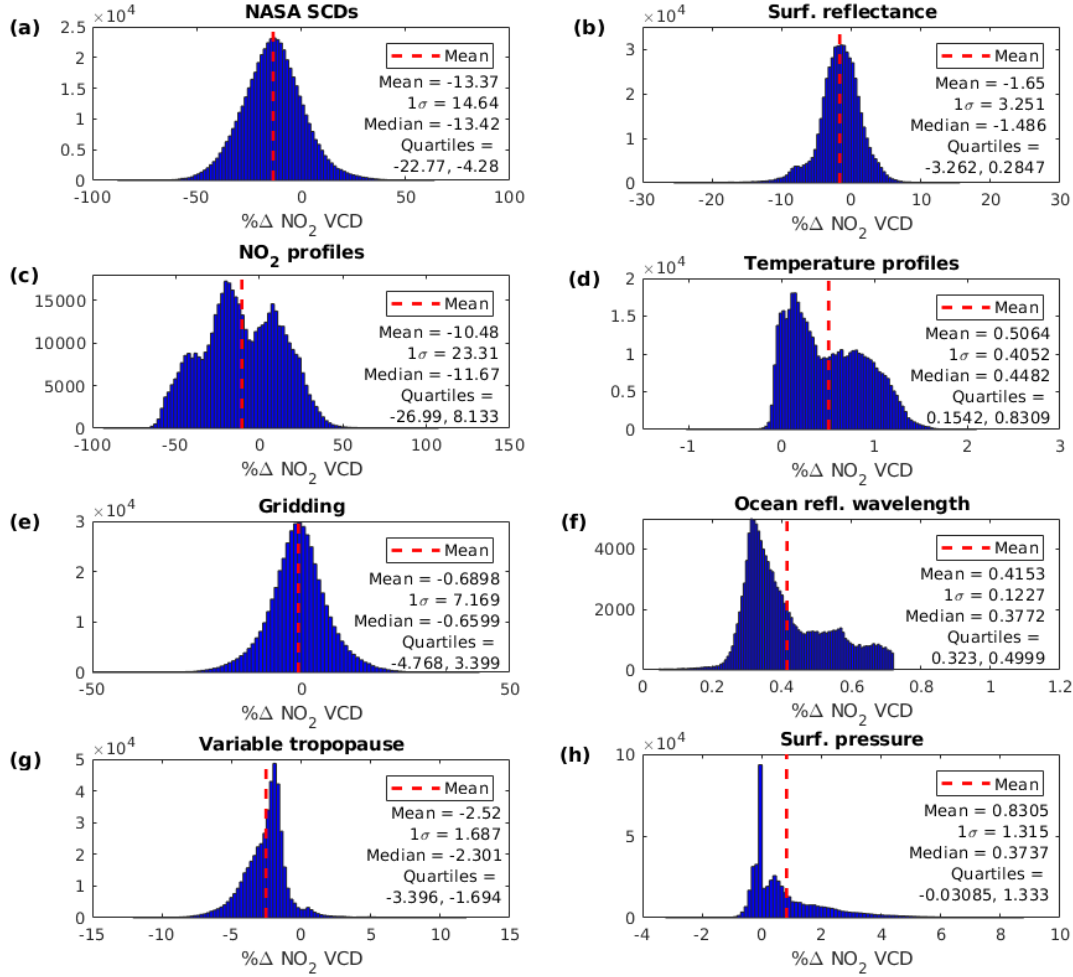 (a)
NASA SCDs
×10⁴
2.5
2
1.5
1
0.5
0
-100
-50
0
50
100
%Δ NO₂ VCD
Mean
Mean = -13.37
1σ = 14.64
Median = -13.42
Quartiles =
-22.77, -4.28
(b)
Surf. reflectance
×10⁴
3
2
1
0
-30
-20
-10
0
10
20
30
%Δ NO₂ VCD
Mean
Mean = -1.65
1σ = 3.251
Median = -1.486
Quartiles =
-3.262, 0.2847
(c)
NO₂ profiles
15000
10000
5000
0
-100
-50
0
50
100
150
%Δ NO₂ VCD
Mean
Mean = -10.48
1σ = 23.31
Median = -11.67
Quartiles =
-26.99, 8.133
(d)
Temperature profiles
×10⁴
2
1.5
1
0.5
0
-1
0
1
2
3
%Δ NO₂ VCD
Mean
Mean = 0.5064
1σ = 0.4052
Median = 0.4482
Quartiles =
0.1542, 0.8309
(e)
Gridding
×10⁴
3
2
1
0
-50
0
50
%Δ NO₂ VCD
Mean
Mean = -0.6898
1σ = 7.169
Median = -0.6599
Quartiles =
-4.768, 3.399
(f)
Ocean refl. wavelength
4000
2000
0
0
0.2
0.4
0.6
0.8
1
1.2
%Δ NO₂ VCD
Mean
Mean = 0.4153
1σ = 0.1227
Median = 0.3772
Quartiles =
0.323, 0.4999
(g)
Variable tropopause
×10⁴
5
4
3
2
1
0
-15
-10
-5
0
5
10
15
%Δ NO₂ VCD
Mean
Mean = -2.52
1σ = 1.687
Median = -2.301
Quartiles =
-3.396, -1.694
(h)
Surf. pressure
×10⁴
10
5
0
-4
-2
0
2
4
6
8
10
%Δ NO₂ VCD
Mean
Mean = 0.8305
1σ = 1.315
Median = 0.3737
Quartiles =
-0.03085, 1.333